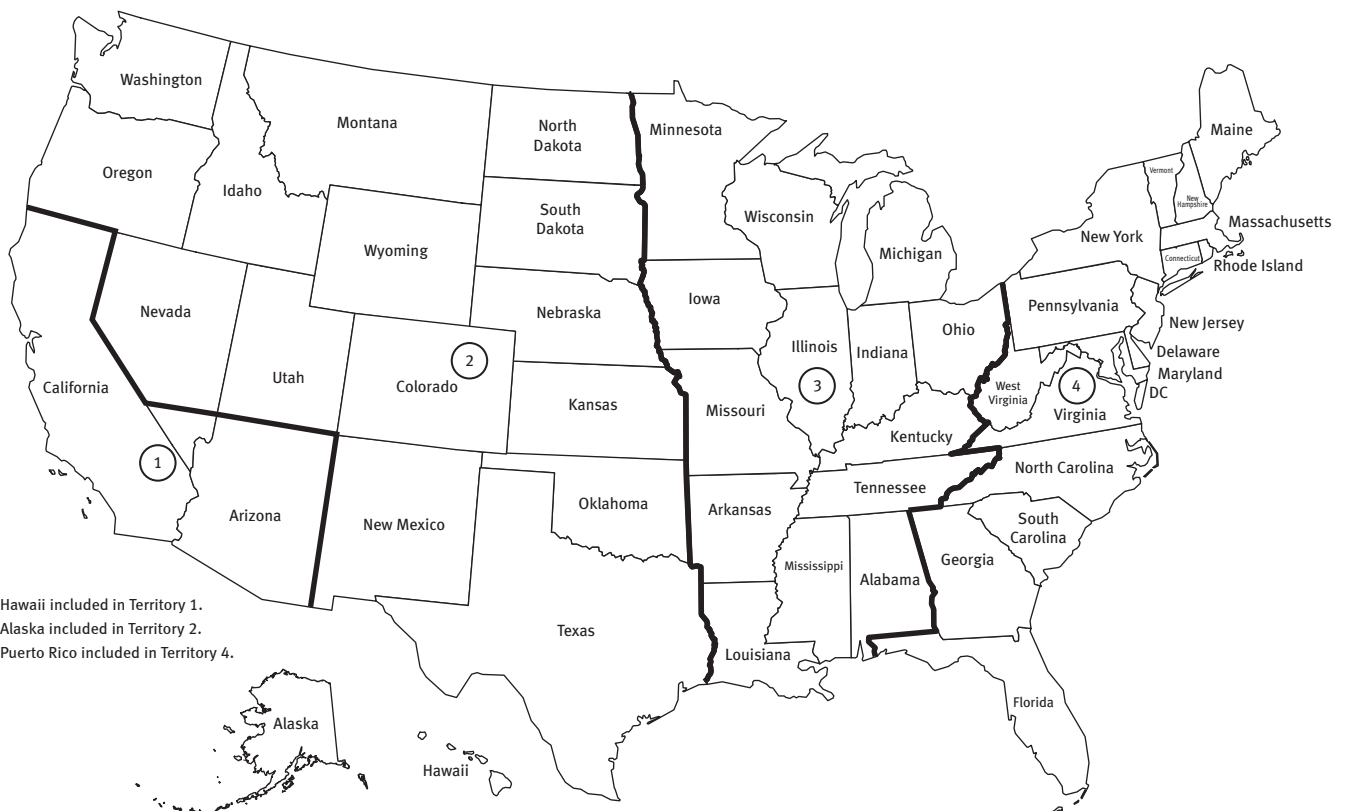 Washington
Montana
North
Dakota
Minnesota
Maine
Oregon
Idaho
Vermont
New
Hampshire
South
Dakota
Wisconsin
Wyoming
Michigan
New York
Massachusetts
Connecticut
Rhode Island
Nevada
Nebraska
Iowa
Pennsylvania
New Jersey
Ohio
Illinois
Indiana
Delaware
Maryland
DC
2
3
4
California
Utah
Colorado
West
Virginia
Virginia
Kansas
Missouri
Kentucky
1
North Carolina
Tennessee
Arizona
New Mexico
Oklahoma
Arkansas
South
Carolina
Mississippi
Alabama
Georgia
Hawaii included in Territory 1.
Alaska included in Territory 2.
Puerto Rico included in Territory 4.
Texas
Louisiana
Florida
Alaska
Hawaii